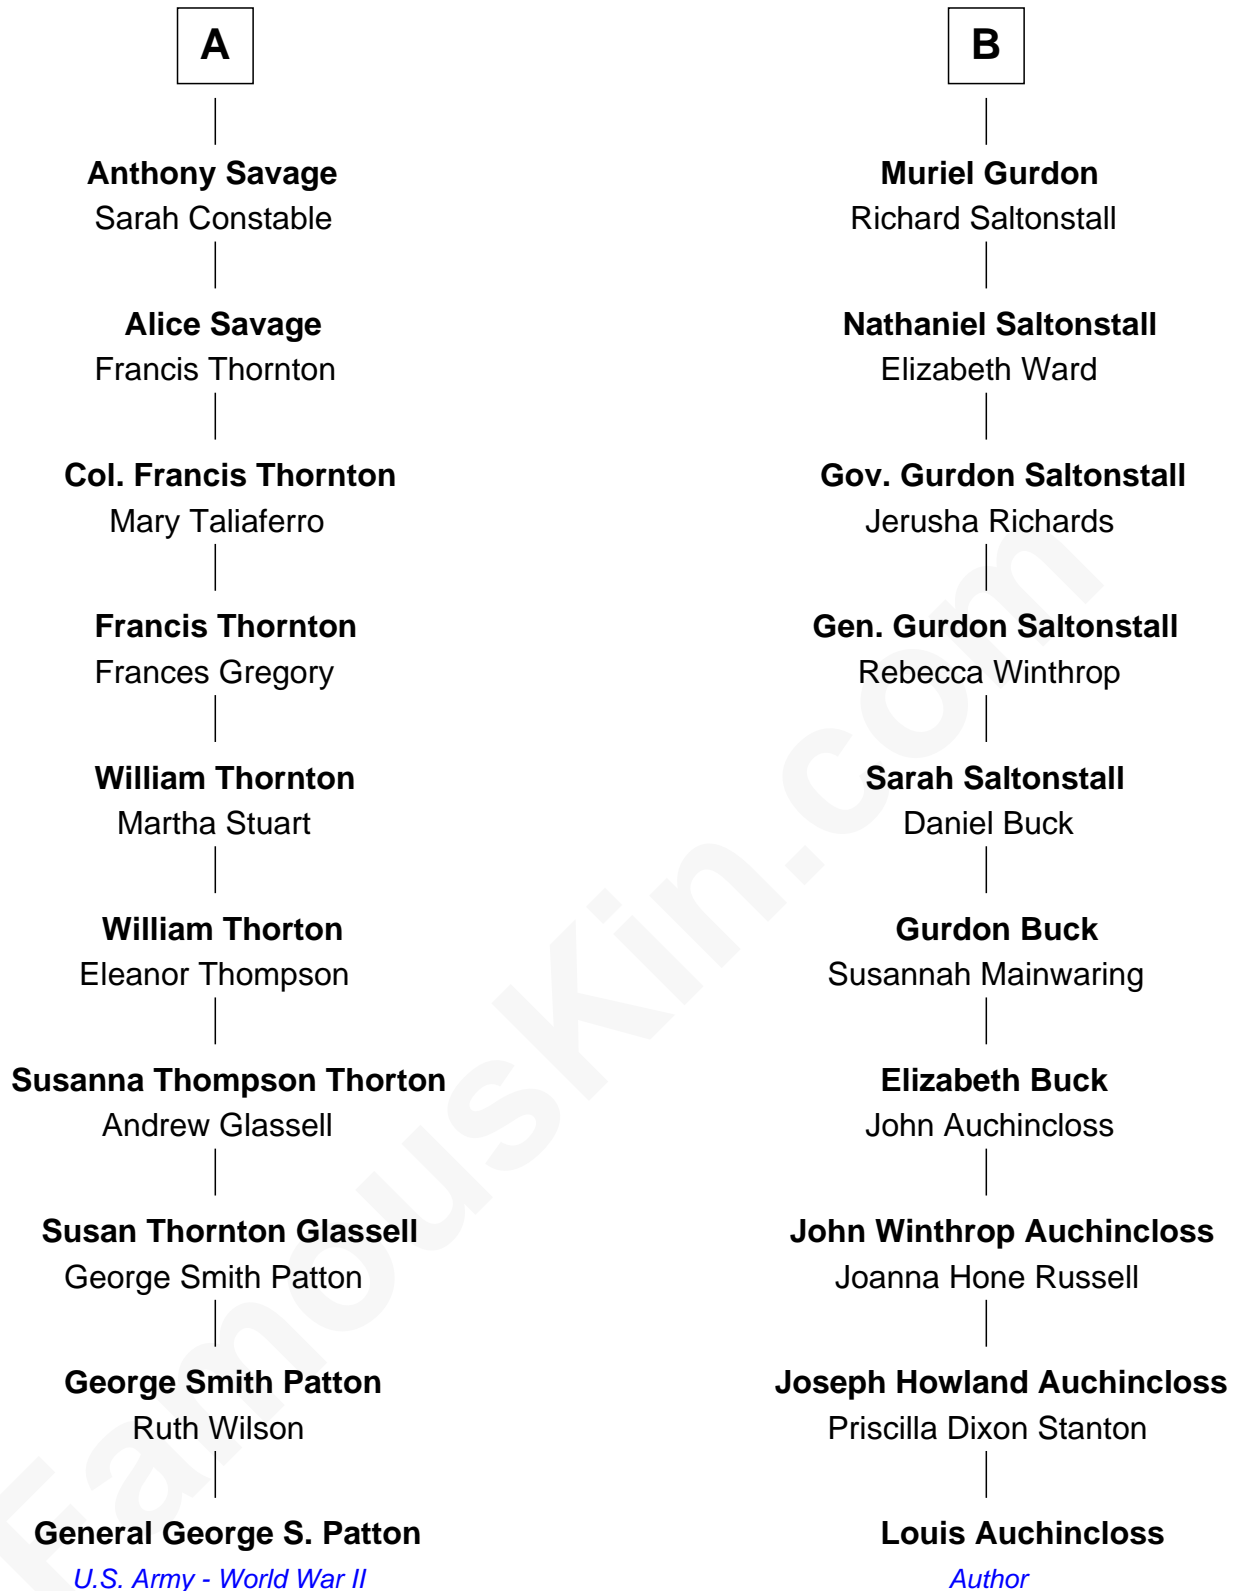 A
Anthony Savage
Sarah Constable
Alice Savage
Francis Thornton
Col. Francis Thornton
Mary Taliaferro
Francis Thornton
Frances Gregory
William Thornton
Martha Stuart
William Thorton
Eleanor Thompson
Susanna Thompson Thorton
Andrew Glassell
Susan Thornton Glassell
George Smith Patton
George Smith Patton
Ruth Wilson
General George S. Patton
U.S. Army - World War II
B
Muriel Gurdon
Richard Saltonstall
Nathaniel Saltonstall
Elizabeth Ward
Gov. Gurdon Saltonstall
Jerusha Richards
Gen. Gurdon Saltonstall
Rebecca Winthrop
Sarah Saltonstall
Daniel Buck
Gurdon Buck
Susannah Mainwaring
Elizabeth Buck
John Auchincloss
John Winthrop Auchincloss
Joanna Hone Russell
Joseph Howland Auchincloss
Priscilla Dixon Stanton
Louis Auchincloss
Author
FamousKin.com